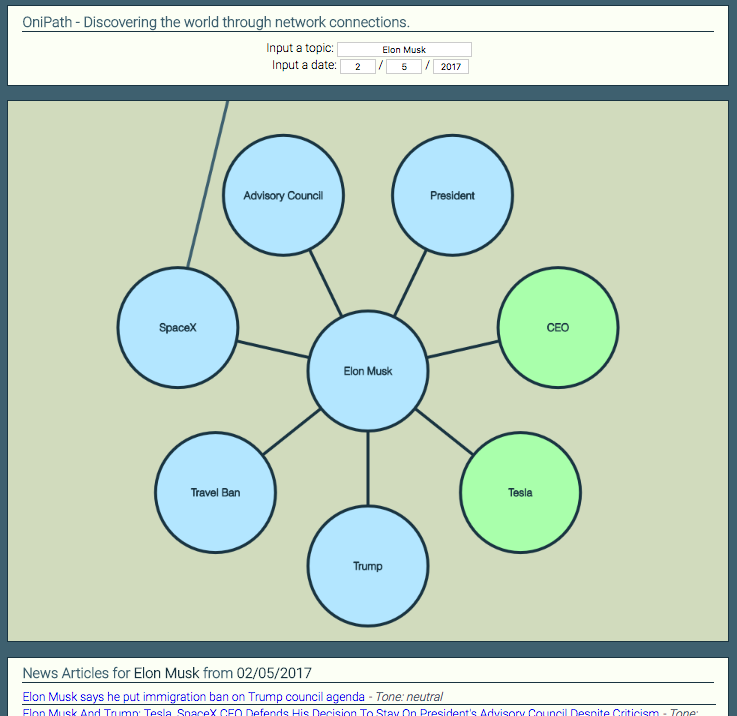 OniPath - Discovering the world through network connections.
Input a topic: Elon Musk
Input a date: 2 / 5 / 2017
Advisory Council
President
SpaceX
CEO
Elon Musk
Travel Ban
Tesla
Trump
News Articles for Elon Musk from 02/05/2017
Elon Musk says he put immigration ban on Trump council agenda - Tone: neutral
Elon Musk And Trump: Tesla, SpaceX CEO Defends His Decision To Stay On President's Advisory Council Despite Criticism - Tone: